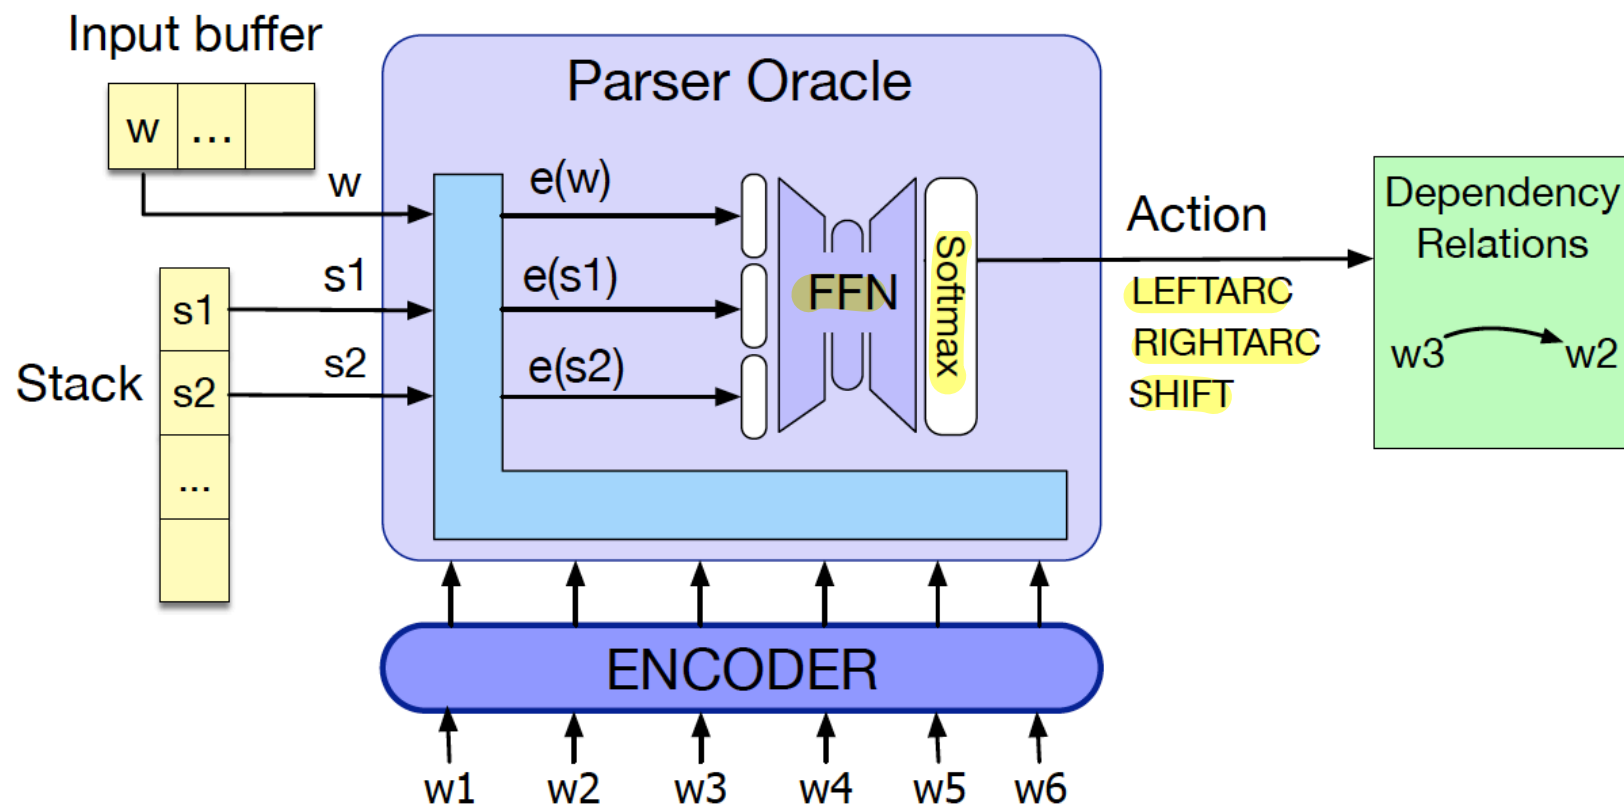 Input buffer
w ...
w
Stack
s1
s2
...
s1
s2
Parser Oracle
e(w)
e(s1)
e(s2)
FFN
Softmax
Action
LEFTARC
RIGHTARC
SHIFT
Dependency
Relations
w3 w2
ENCODER
w1 w2 w3 w4 w5 w6